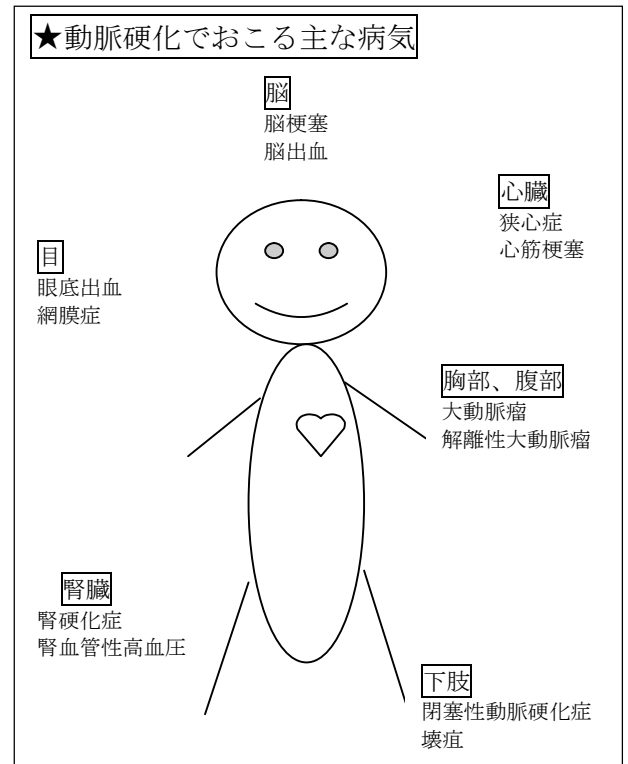 ★動脈硬化でおこる主な病気
脳
脳梗塞
脳出血
心臓
狭心症
心筋梗塞
目
眼底出血
網膜症
胸部、腹部
大動脈瘤
解離性大動脈瘤
腎臓
腎硬化症
腎血管性高血圧
下肢
閉塞性動脈硬化症
壊疽